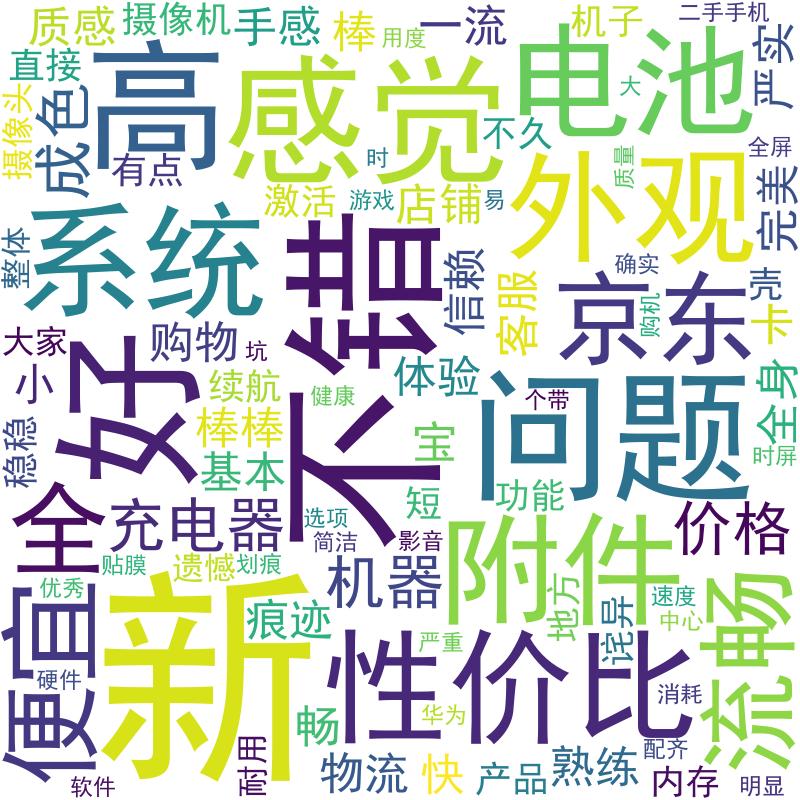 质感
摄像机
手感
棒
用度
一流
机子
二手手机
直接
高
感觉
电池
严实
大
摄像头
成色
有点
时
不久
质量
全屏
激活
游戏
店铺
易
外观
完美
整体
系统
不错
信赖
客服
确实
购机
壳
京东
卡
大家
好
购物
坑
小
续航
健康
体验
问题
个带
全身
稳稳
棒棒
宝
时屏
基本
短
功能
全
充电器
选项
简洁
影音
附件
价格
优秀
贴膜
遗憾
划痕
机器
地方
速度
流畅
便宜
新
痕迹
严重
诧异
中心
硬件
性价比
消耗
畅
华为
软件
耐用
物流
快
产品
熟练
配齐
内存
明显